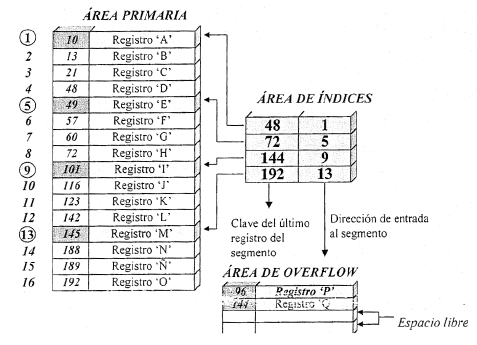 ÁREA PRIMARIA
1 10 Registro 'A'
2 13 Registro 'B'
3 21 Registro 'C'
4 48 Registro 'D'
5 49 Registro 'E'
6 57 Registro 'F'
7 60 Registro 'G'
8 72 Registro 'H'
9 101 Registro 'I'
10 116 Registro 'J'
11 123 Registro 'K'
12 142 Registro 'L'
13 145 Registro 'M'
14 188 Registro 'N'
15 189 Registro 'Ñ'
16 192 Registro 'O'
ÁREA DE ÍNDICES
48 1
72 5
144 9
192 13
Clave del último
registro del
segmento
Dirección de entrada
al segmento
ÁREA DE OVERFLOW
96 Registro 'P'
144 Registro 'Q
Espacio libre